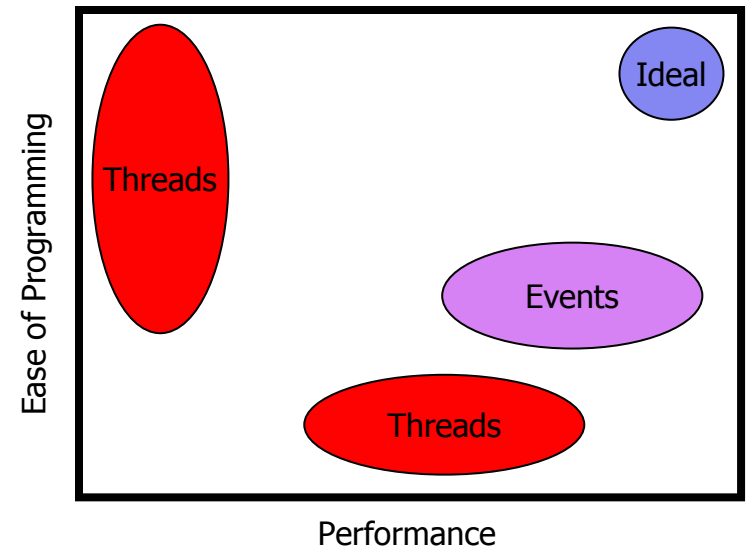 Ideal
Threads
Events
Threads
Ease of Programming
Performance